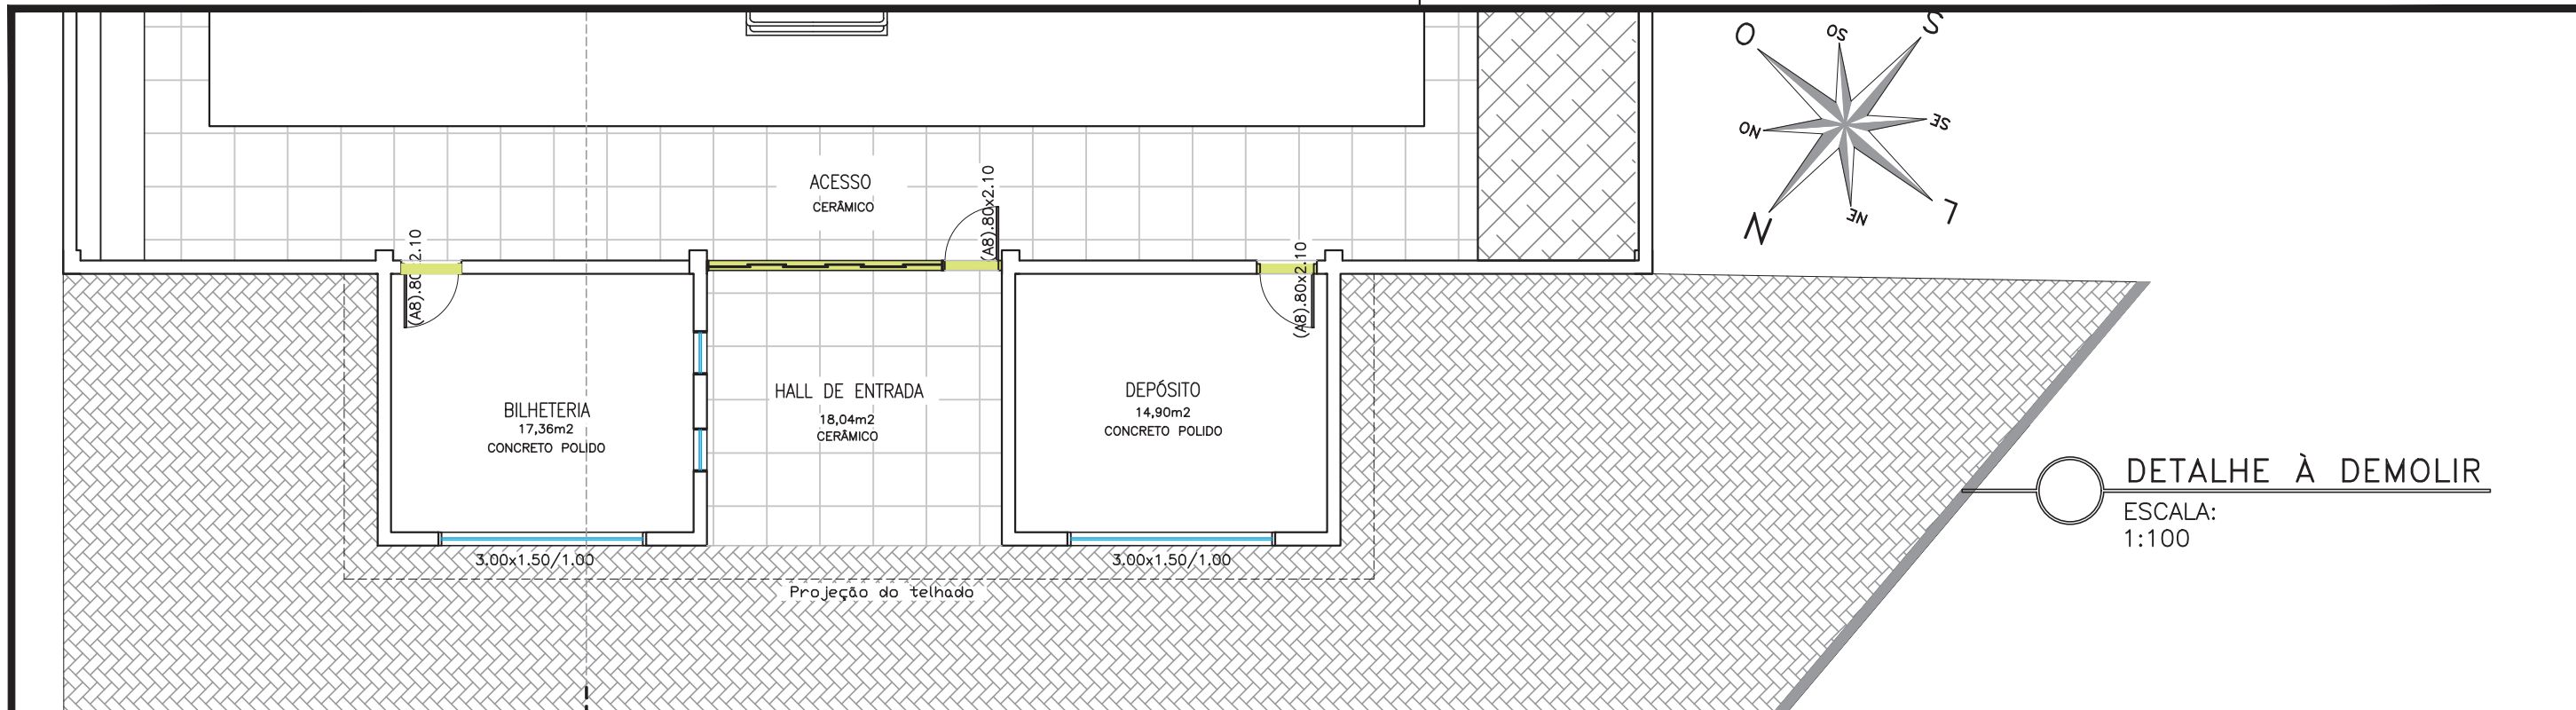 O
SO
S
NO
SE
N
NE
L
ACESSO
CERÂMICO
(A8).80x2.10
(A8).80x2.10
(A8).80x2.10
BILHETERIA
17,36m2
CONCRETO POLIDO
HALL DE ENTRADA
18,04m2
CERÂMICO
DEPÓSITO
14,90m2
CONCRETO POLIDO
3.00x1.50/1.00
3.00x1.50/1.00
Projeção do telhado
DETALHE À DEMOLIR
ESCALA:
1:100